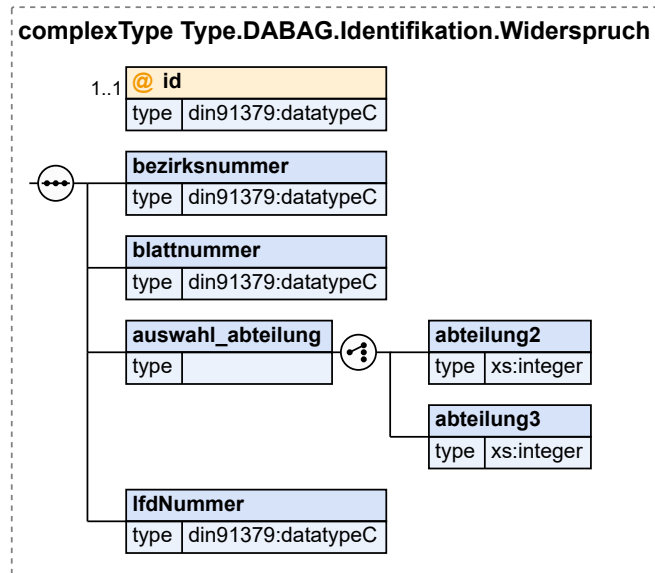 complexType Type.DABAG.Identifikation.Widerspruch
1..1 @ id
type din91379:datatypeC
bezirksnummer
type din91379:datatypeC
blattnummer
type din91379:datatypeC
auswahl_abteilung
type
abteilung2
type xs:integer
abteilung3
type xs:integer
lfdNummer
type din91379:datatypeC